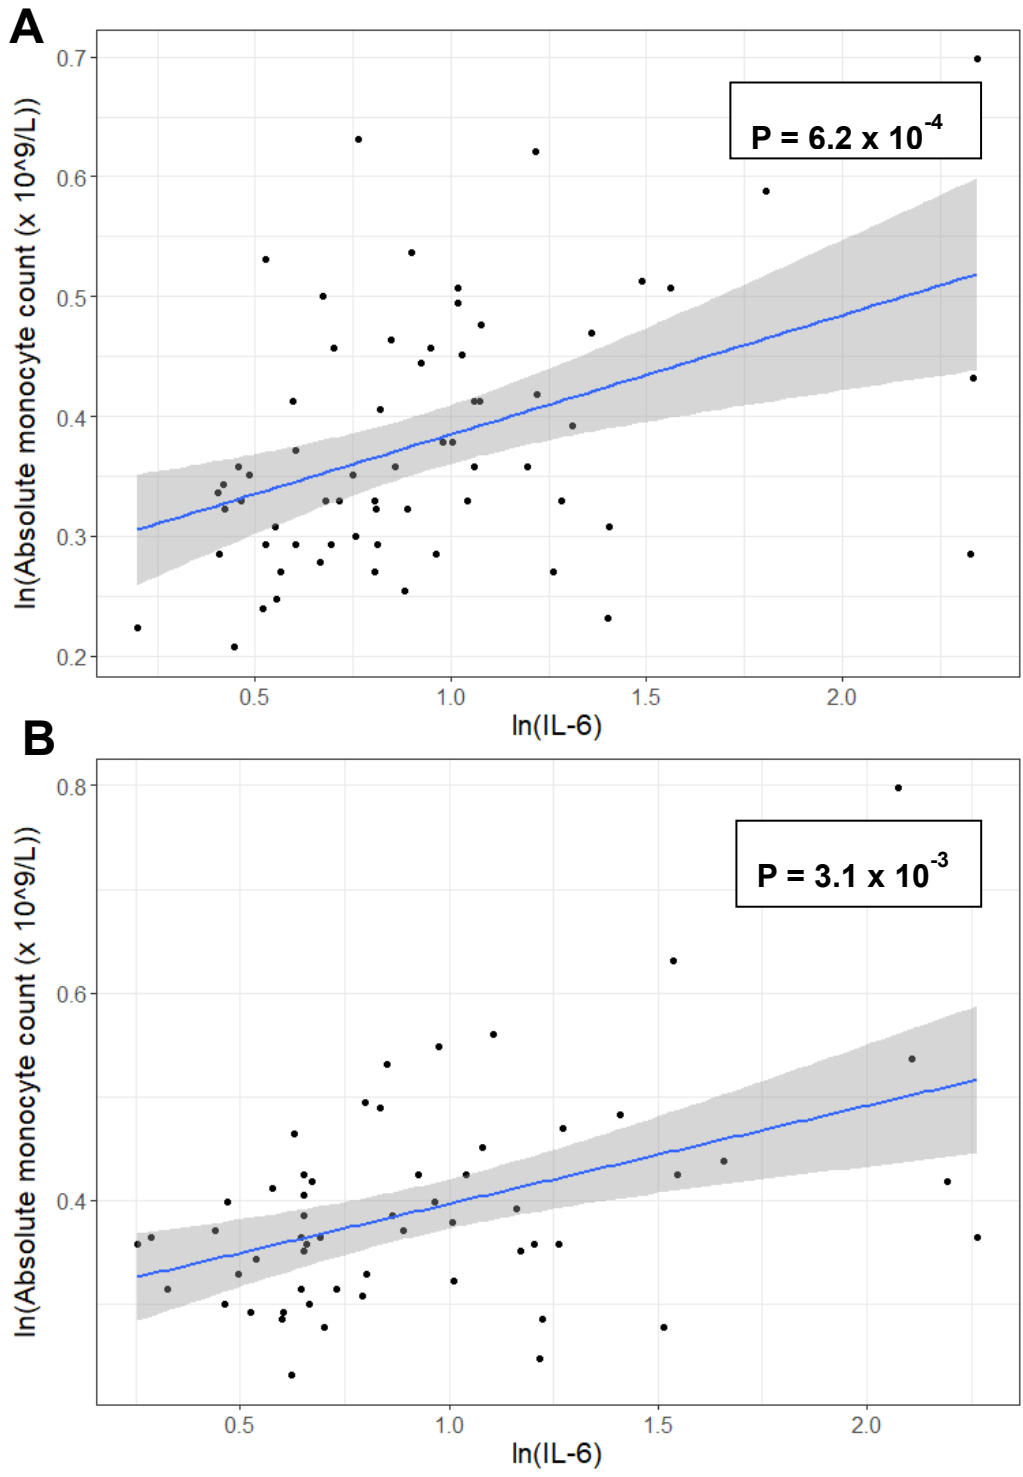 A
ln(Absolute monocyte count (x 10^9/L))
0.7
0.6
0.5
0.4
0.3
0.2
P = 6.2 x 10-4
0.5 1.0 1.5 2.0
ln(IL-6)
B
ln(Absolute monocyte count (x 10^9/L))
0.8
0.6
0.4
P = 3.1 x 10-3
0.5 1.0 1.5 2.0
ln(IL-6)